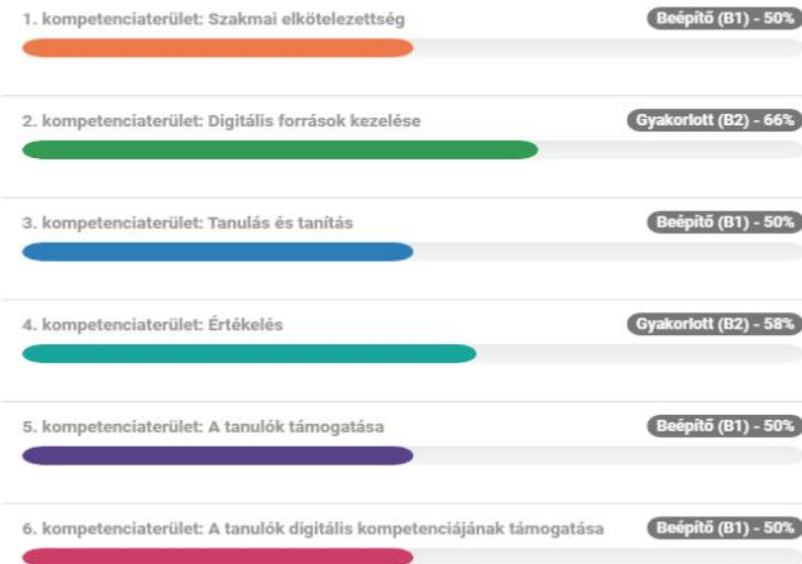 1. kompetenciaterület: Szakmai elkötelezettség Beépítő (B1) - 50%
2. kompetenciaterület: Digitális források kezelése Gyakorlott (B2) - 66%
3. kompetenciaterület: Tanulás és tanítás Beépítő (B1) - 50%
4. kompetenciaterület: Értékelés Gyakorlott (B2) - 58%
5. kompetenciaterület: A tanulók támogatása Beépítő (B1) - 50%
6. kompetenciaterület: A tanulók digitális kompetenciájának támogatása Beépítő (B1) - 50%